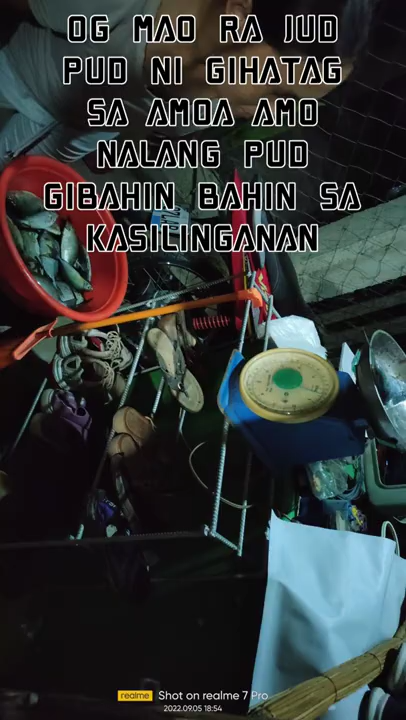 OG MAO RA JUD
PUD NI GIHATAG
SA AMOA AMO
NALANG PUD
GIBAHIN BAHIN SA
KASILINGANAN
realme Shot on realme 7 Pro
2022.09.05 18:54